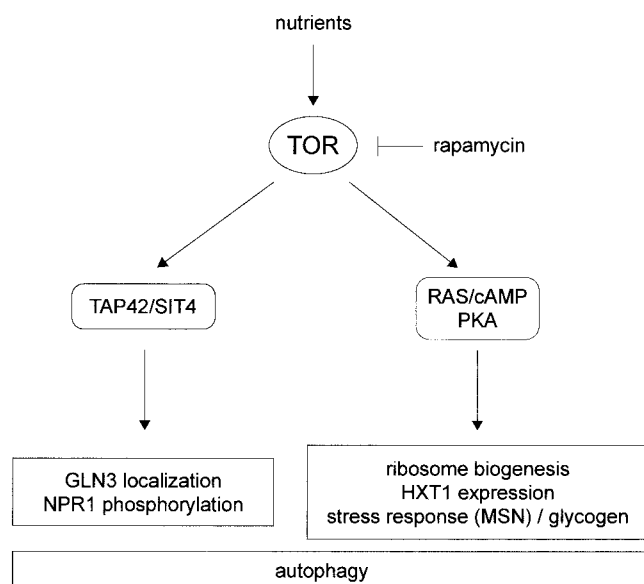 nutrients
TOR
rapamycin
TAP42/SIT4
RAS/cAMP
PKA
GLN3 localization
NPR1 phosphorylation
ribosome biogenesis
HXT1 expression
stress response (MSN) / glycogen
autophagy